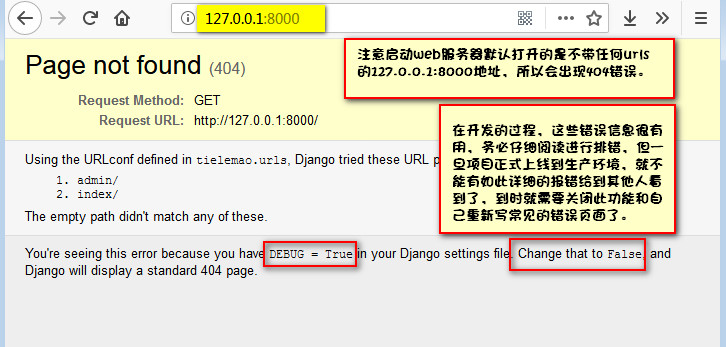 127.0.0.1:8000
Page not found (404)
Request Method: GET
Request URL: http://127.0.0.1:8000/
注意启动web服务器默认打开的是不带任何urls
的127.0.0.1:8000地址，所以会出现404错误。
在开发的过程，这些错误信息很有
用，务必仔细阅读进行排错，但一
旦项目正式上线到生产环境，就不
能有如此详细的报错给到其他人看
到了，到时就需要关闭此功能和自
己重新写常见的错误页面了。
Using the URLconf defined in tielemao.urls, Django tried these URL p
1. admin/
2. index/
The empty path didn't match any of these.
You're seeing this error because you have DEBUG = True in your Django settings file. Change that to False, and
Django will display a standard 404 page.